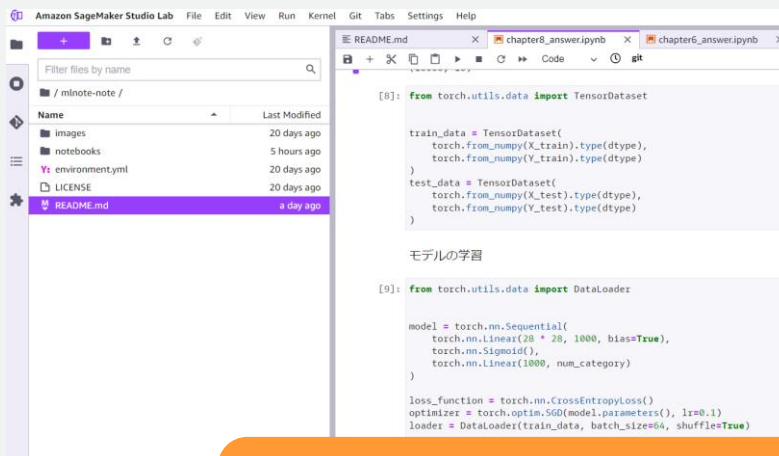 Amazon SageMaker Studio Lab File Edit View Run Kernel Git Tabs Settings Help
README.md
chapter8_answer.ipynb
chapter6_answer.ipynb
Code
git
Filter files by name
/ mlnote-note /
Name Last Modified
images 20 days ago
notebooks 5 hours ago
environment.yml 20 days ago
LICENSE 20 days ago
README.md a day ago
[8]: from torch.utils.data import TensorDataset
train_data = TensorDataset(
torch.from_numpy(X_train).type(dtype),
torch.from_numpy(Y_train).type(dtype)
)
test_data = TensorDataset(
torch.from_numpy(X_test).type(dtype),
torch.from_numpy(Y_test).type(dtype)
)
モデルの学習
[9]: from torch.utils.data import DataLoader
model = torch.nn.Sequential(
torch.nn.Linear(28 * 28, 1000, bias=True),
torch.nn.Sigmoid(),
torch.nn.Linear(1000, num_category)
)
loss_function = torch.nn.CrossEntropyLoss()
optimizer = torch.optim.SGD(model.parameters(), lr=0.1)
loader = DataLoader(train_data, batch_size=64, shuffle=True)